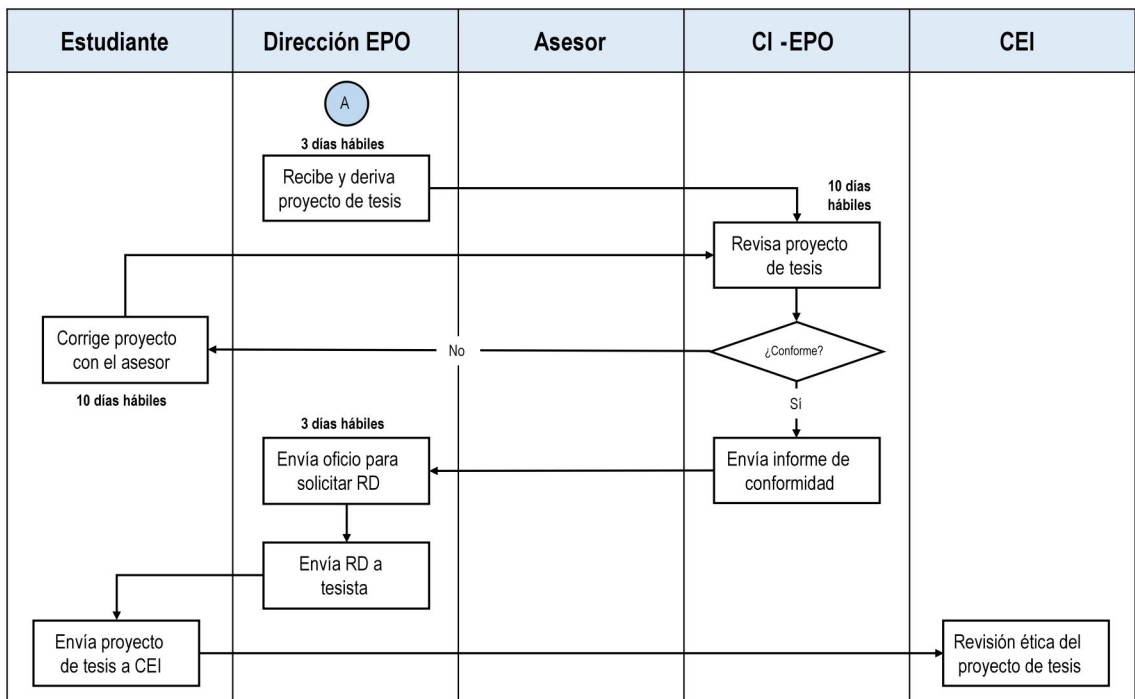 Estudiante
Dirección EPO
Asesor
CI -EPO
CEI
A
3 días hábiles
Recibe y deriva
proyecto de tesis
10 días
hábiles
Revisa proyecto
de tesis
Corrige proyecto
con el asesor
10 días hábiles
No
¿Conforme?
Sí
3 días hábiles
Envía oficio para
solicitar RD
Envía informe de
conformidad
Envía RD a
tesista
Envía proyecto
de tesis a CEI
Revisión ética del
proyecto de tesis